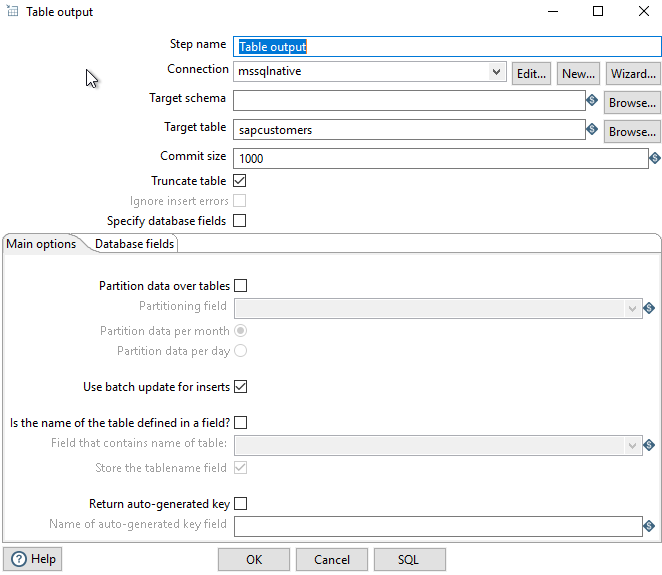 Table output
Step name Table output
Connection mssqlnative Edit... New... Wizard...
Target schema Browse...
Target table sapcustomers Browse...
Commit size 1000
Truncate table
Ignore insert errors
Specify database fields
Main options Database fields
Partition data over tables
Partitioning field
Partition data per month
Partition data per day
Use batch update for inserts
Is the name of the table defined in a field?
Field that contains name of table:
Store the tablename field
Return auto-generated key
Name of auto-generated key field
Help OK Cancel SQL